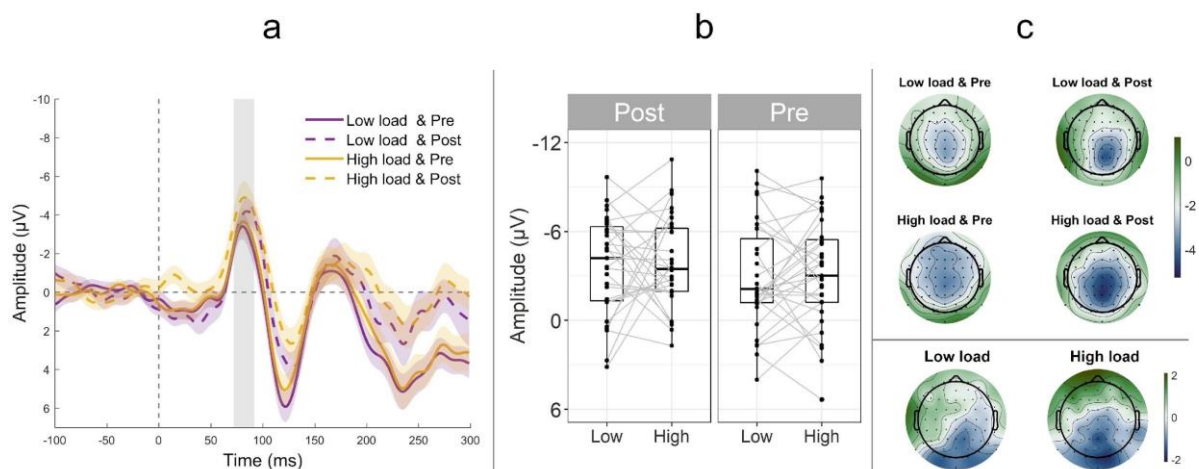 a
b
c
-10
-8
-6
-4
-2
0
2
4
6
-100
-50
0
50
100
150
200
250
300
Amplitude (µV)
Time (ms)
Low load & Pre
Low load & Post
High load & Pre
High load & Post
Post
Pre
-12
-6
0
6
Amplitude (µV)
Low
High
Low
High
Low load & Pre
Low load & Post
High load & Pre
High load & Post
0
-2
-4
Low load
High load
2
0
-2